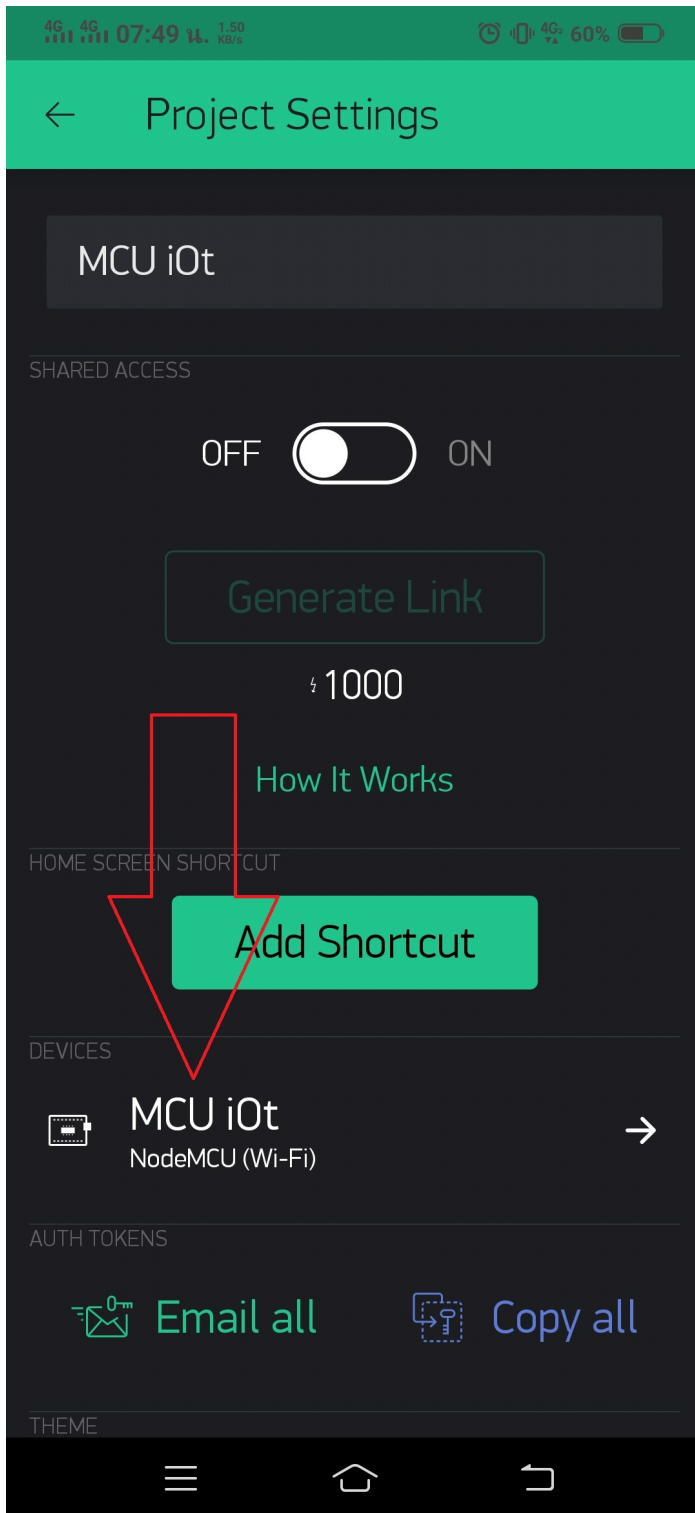 4G 4G 07:49 น. 1.50 KB/s 4G 60%
Project Settings
MCU iOt
SHARED ACCESS
OFF ON
Generate Link
1000
How It Works
HOME SCREEN SHORTCUT
Add Shortcut
DEVICES
MCU iOt
NodeMCU (Wi-Fi)
AUTH TOKENS
Email all Copy all
THEME